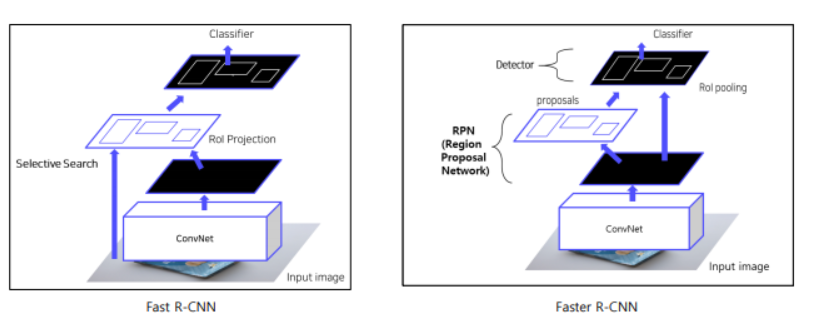 Classifier
RoI Projection
Selective Search
ConvNet
Input image
Fast R-CNN
Classifier
Detector
RoI pooling
proposals
RPN
(Region
Proposal
Network)
ConvNet
Input image
Faster R-CNN